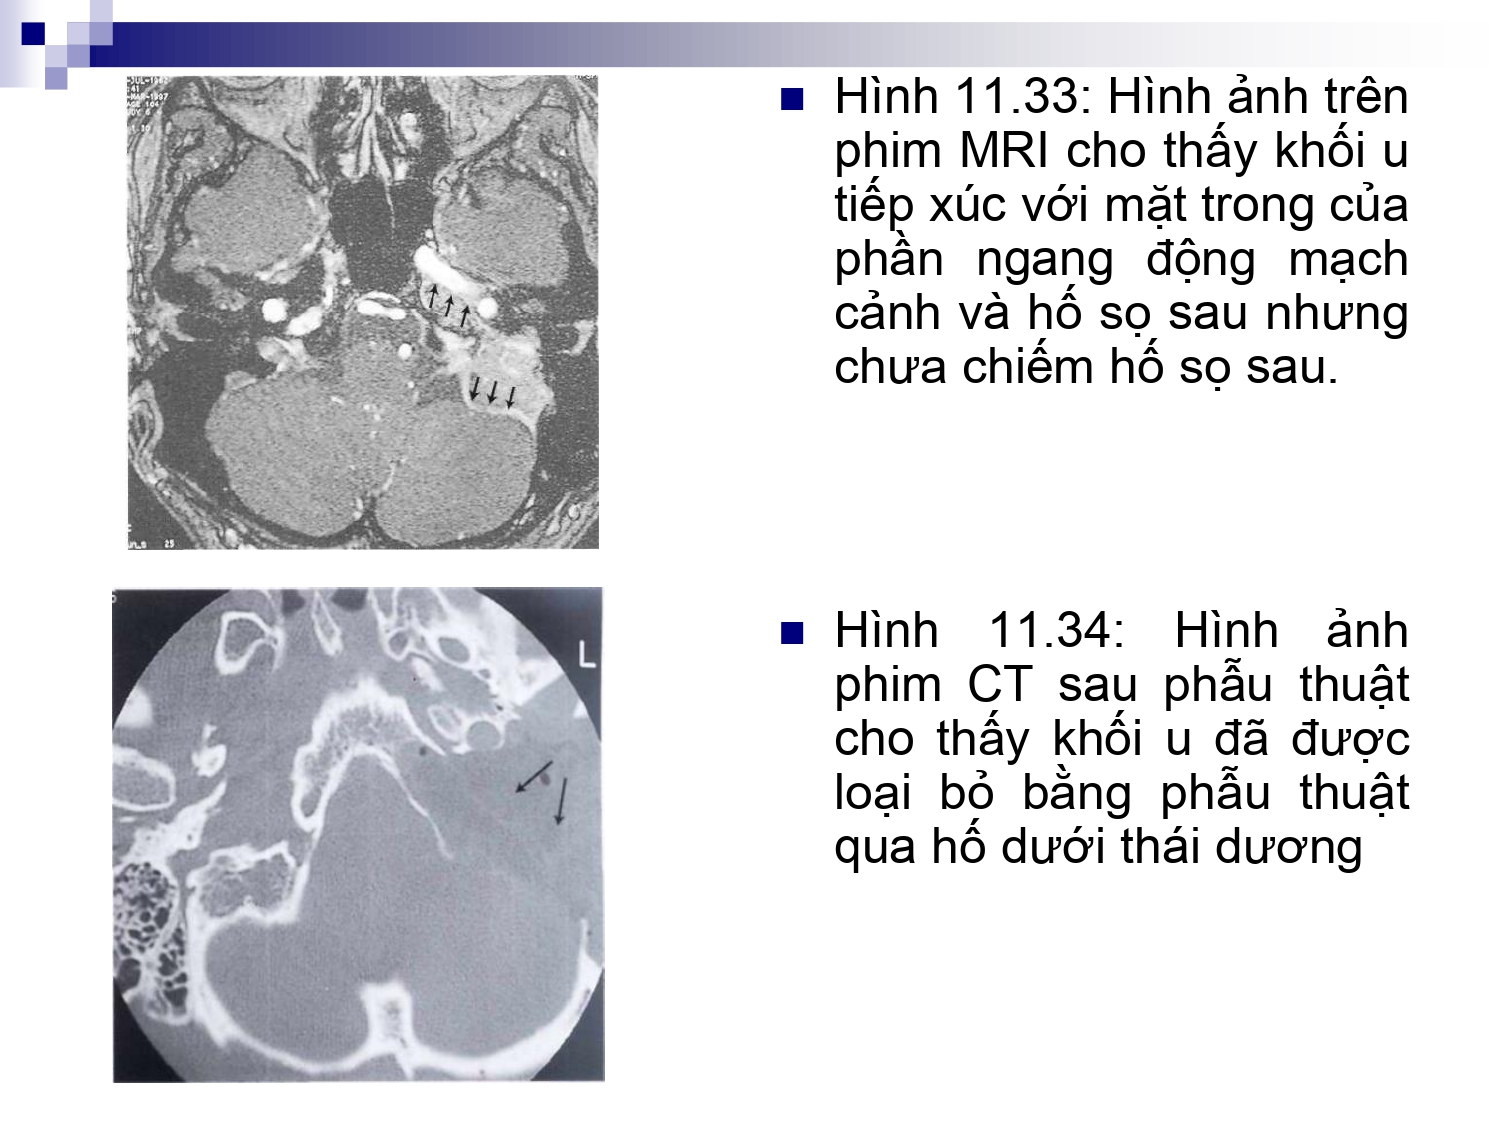 Hình 11.33: Hình ảnh trên
phim MRI cho thấy khối u
tiếp xúc với mặt trong của
phần ngang động mạch
cảnh và hố sọ sau nhưng
chưa chiếm hố sọ sau.
L
Hình 11.34: Hình ảnh
phim CT sau phẫu thuật
cho thấy khối u đã được
loại bỏ bằng phẫu thuật
qua hố dưới thái dương